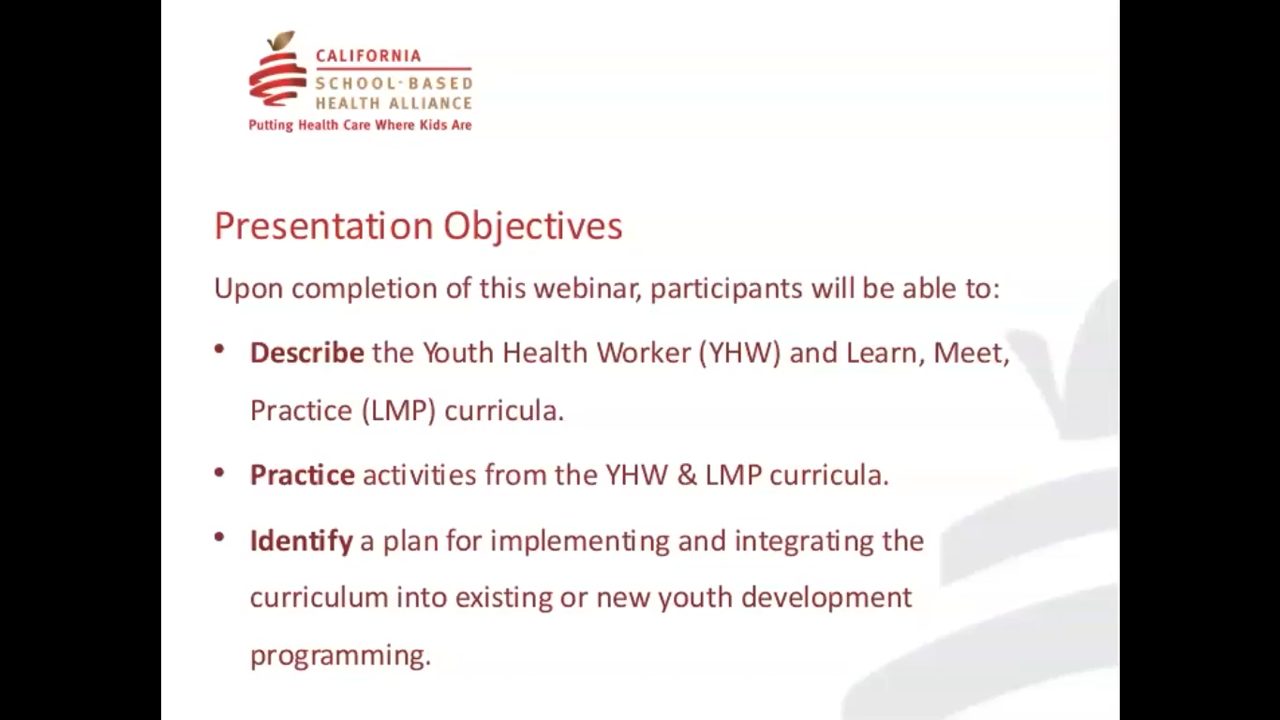 CALIFORNIA
SCHOOL-BASED
HEALTH ALLIANCE
Putting Health Care Where Kids Are
Presentation Objectives
Upon completion of this webinar, participants will be able to:
• Describe the Youth Health Worker (YHW) and Learn, Meet,
Practice (LMP) curricula.
• Practice activities from the YHW & LMP curricula.
• Identify a plan for implementing and integrating the
curriculum into existing or new youth development
programming.